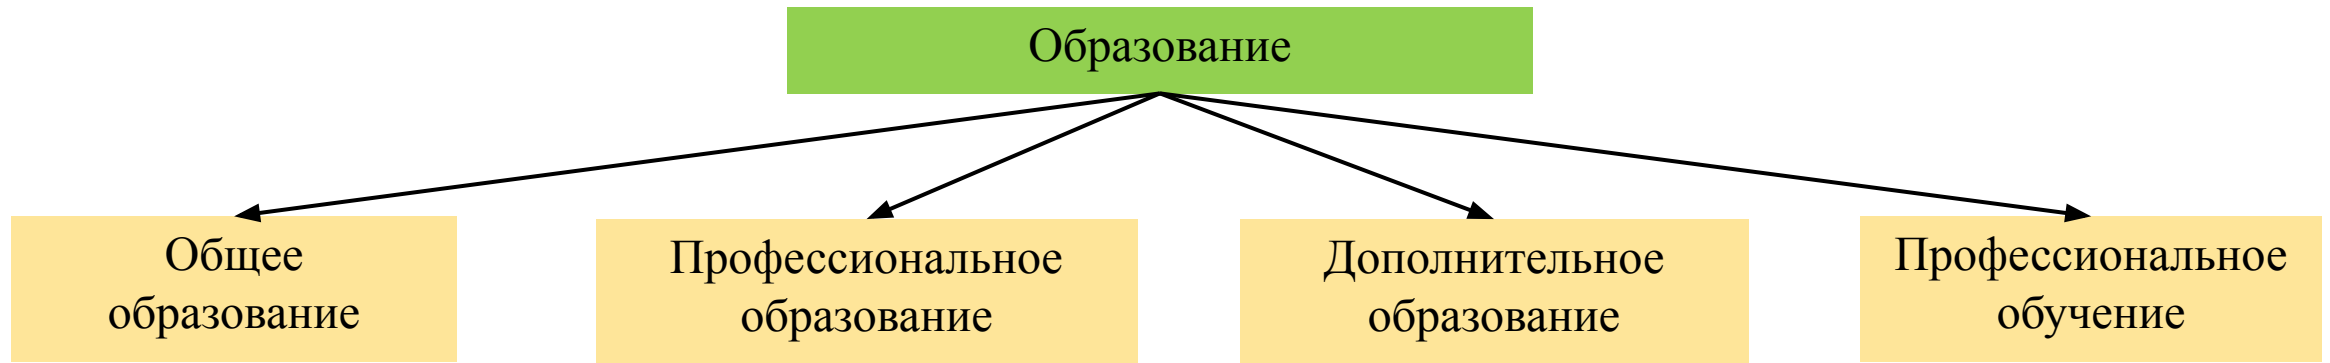 Образование
Общее
образование
Профессиональное
образование
Дополнительное
образование
Профессиональное
обучение